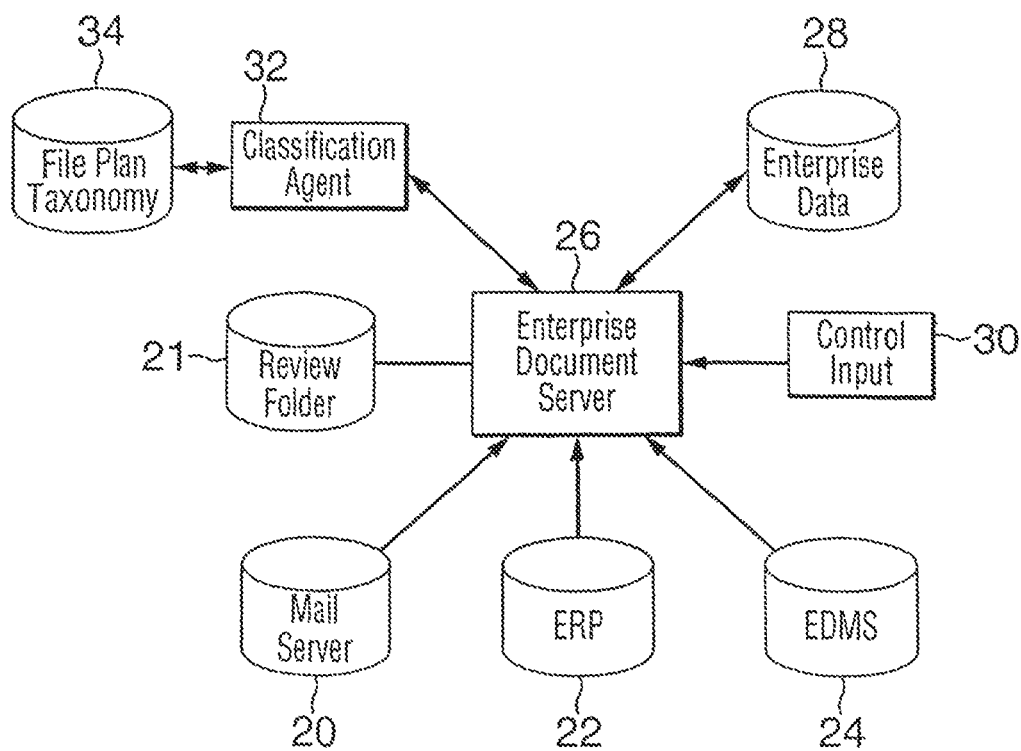 34
32
28
File Plan
Taxonomy
Classification
Agent
Enterprise
Data
26
21
Review
Folder
Enterprise
Document
Server
Control
Input
30
Mail
Server
ERP
EDMS
20
22
24